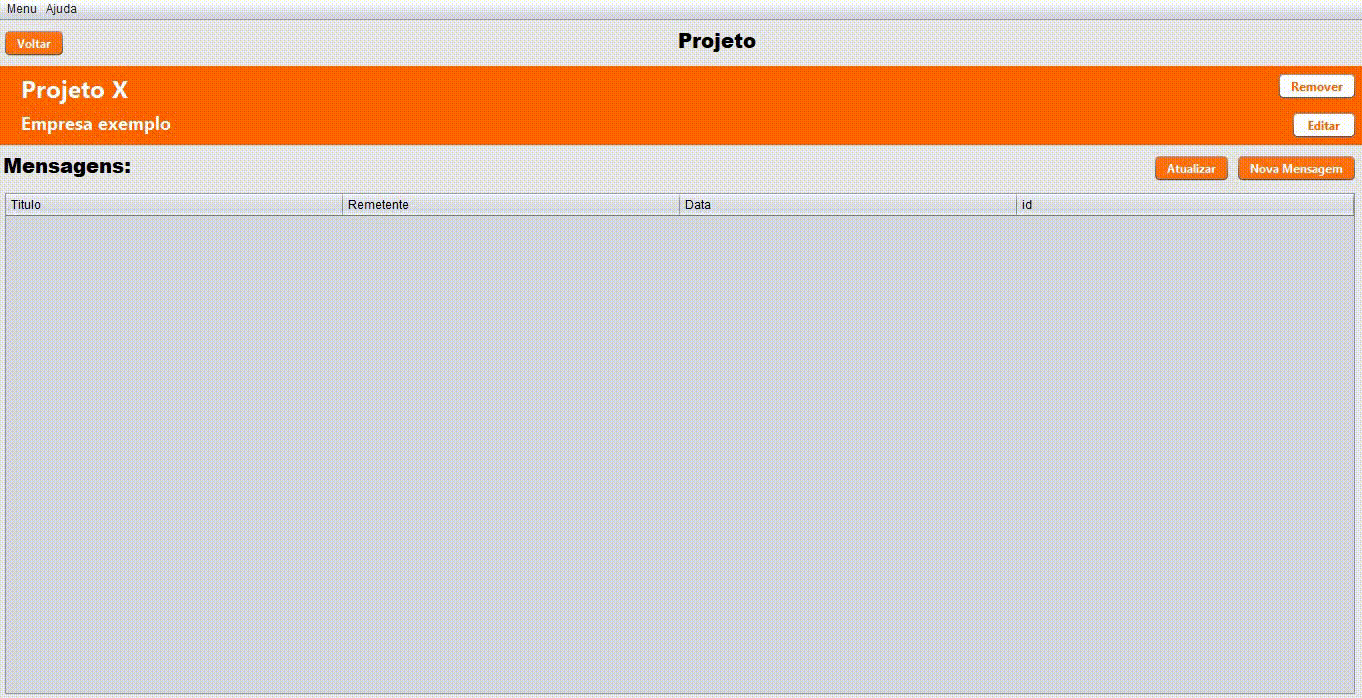 Menu Ajuda
Voltar
Projeto
Projeto X
Remover
Empresa exemplo
Editar
Mensagens:
Atualizar
Nova Mensagem
Titulo Remetente Data id